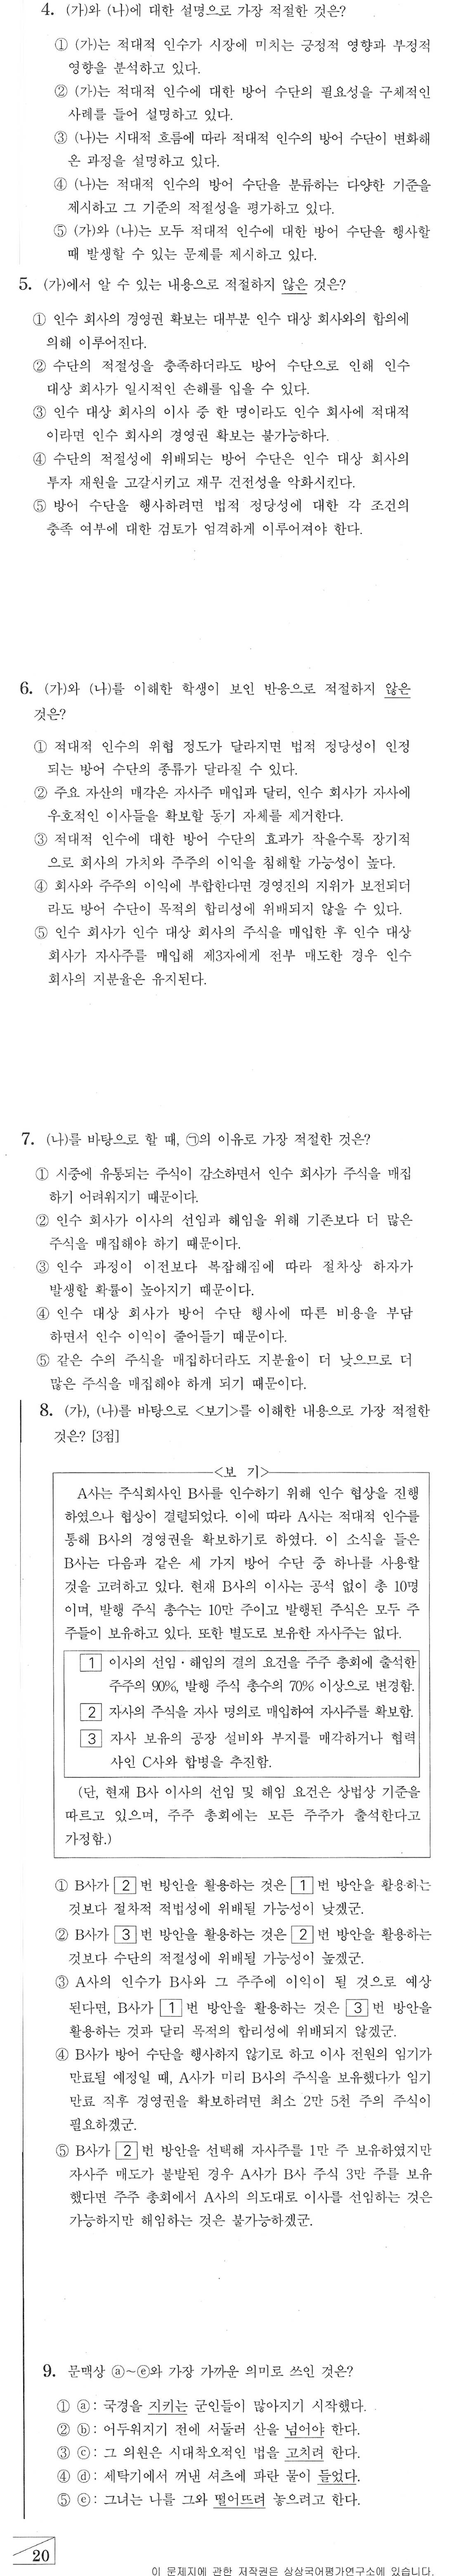 4. (가)와 (나)에 대한 설명으로 가장 적절한 것은?
① (가)는 적대적 인수가 시장에 미치는 긍정적 영향과 부정적
영향을 분석하고 있다.
② (가)는 적대적 인수에 대한 방어 수단의 필요성을 구체적인
사례를 들어 설명하고 있다.
③ (나)는 시대적 흐름에 따라 적대적 인수의 방어 수단이 변화해
온 과정을 설명하고 있다.
④ (나)는 적대적 인수의 방어 수단을 분류하는 다양한 기준을
제시하고 그 기준의 적절성을 평가하고 있다.
⑤ (가)와 (나)는 모두 적대적 인수에 대한 방어 수단을 행사할
때 발생할 수 있는 문제를 제시하고 있다.
5. (가)에서 알 수 있는 내용으로 적절하지 않은 것은?
① 인수 회사의 경영권 확보는 대부분 인수 대상 회사와의 합의에
의해 이루어진다.
② 수단의 적절성을 충족하더라도 방어 수단으로 인해 인수
대상 회사가 일시적인 손해를 입을 수 있다.
③ 인수 대상 회사의 이사 중 한 명이라도 인수 회사에 적대적
이라면 인수 회사의 경영권 확보는 불가능하다.
④ 수단의 적절성에 위배되는 방어 수단은 인수 대상 회사의
투자 재원을 고갈시키고 재무 건전성을 악화시킨다.
⑤ 방어 수단을 행사하려면 법적 정당성에 대한 각 조건의
충족 여부에 대한 검토가 엄격하게 이루어져야 한다.
6. (가)와 (나)를 이해한 학생이 보인 반응으로 적절하지 않은
것은?
① 적대적 인수의 위협 정도가 달라지면 법적 정당성이 인정
되는 방어 수단의 종류가 달라질 수 있다.
② 주요 자산의 매각은 자사주 매입과 달리, 인수 회사가 자사에
우호적인 이사들을 확보할 동기 자체를 제거한다.
③ 적대적 인수에 대한 방어 수단의 효과가 작을수록 장기적
으로 회사의 가치와 주주의 이익을 침해할 가능성이 높다.
④ 회사와 주주의 이익에 부합한다면 경영진의 지위가 보전되더
라도 방어 수단이 목적의 합리성에 위배되지 않을 수 있다.
⑤ 인수 회사가 인수 대상 회사의 주식을 매입한 후 인수 대상
회사가 자사주를 매입해 제3자에게 전부 매도한 경우 인수
회사의 지분율은 유지된다.
7. (나)를 바탕으로 할 때, ㉠의 이유로 가장 적절한 것은?
① 시중에 유통되는 주식이 감소하면서 인수 회사가 주식을 매집
하기 어려워지기 때문이다.
② 인수 회사가 이사의 선임과 해임을 위해 기존보다 더 많은
주식을 매집해야 하기 때문이다.
③ 인수 과정이 이전보다 복잡해짐에 따라 절차상 하자가
발생할 확률이 높아지기 때문이다.
④ 인수 대상 회사가 방어 수단 행사에 따른 비용을 부담
하면서 인수 이익이 줄어들기 때문이다.
⑤ 같은 수의 주식을 매집하더라도 지분율이 더 낮으므로 더
많은 주식을 매집해야 하게 되기 때문이다.
8. (가), (나)를 바탕으로 <보기>를 이해한 내용으로 가장 적절한
것은? [3점]
<보 기>
A사는 주식회사인 B사를 인수하기 위해 인수 협상을 진행
하였으나 협상이 결렬되었다. 이에 따라 A사는 적대적 인수를
통해 B사의 경영권을 확보하기로 하였다. 이 소식을 들은
B사는 다음과 같은 세 가지 방어 수단 중 하나를 사용할
것을 고려하고 있다. 현재 B사의 이사는 공석 없이 총 10명
이며, 발행 주식 총수는 10만 주이고 발행된 주식은 모두 주
주들이 보유하고 있다. 또한 별도로 보유한 자사주는 없다.
1 이사의 선임·해임의 결의 요건을 주주 총회에 출석한
주주의 90%, 발행 주식 총수의 70% 이상으로 변경함.
2 자사의 주식을 자사 명의로 매입하여 자사주를 확보함.
3 자사 보유의 공장 설비와 부지를 매각하거나 협력
사인 C사와 합병을 추진함.
(단, 현재 B사 이사의 선임 및 해임 요건은 상법상 기준을
따르고 있으며, 주주 총회에는 모든 주주가 출석한다고
가정함.)
① B사가 2 번 방안을 활용하는 것은 1 번 방안을 활용하는
것보다 절차적 적법성에 위배될 가능성이 낮겠군.
② B사가 3 번 방안을 활용하는 것은 2 번 방안을 활용하는
것보다 수단의 적절성에 위배될 가능성이 높겠군.
③ A사의 인수가 B사와 그 주주에 이익이 될 것으로 예상
된다면, B사가 1 번 방안을 활용하는 것은 3 번 방안을
활용하는 것과 달리 목적의 합리성에 위배되지 않겠군.
④ B사가 방어 수단을 행사하지 않기로 하고 이사 전원의 임기가
만료될 예정일 때, A사가 미리 B사의 주식을 보유했다가 임기
만료 직후 경영권을 확보하려면 최소 2만 5천 주의 주식이
필요하겠군.
⑤ B사가 2 번 방안을 선택해 자사주를 1만 주 보유하였지만
자사주 매도가 불발된 경우 A사가 B사 주식 3만 주를 보유
했다면 주주 총회에서 A사의 의도대로 이사를 선임하는 것은
가능하지만 해임하는 것은 불가능하겠군.
9. 문맥상 ⓐ~ⓔ와 가장 가까운 의미로 쓰인 것은?
① ⓐ: 국경을 지키는 군인들이 많아지기 시작했다.
② ⓑ: 어두워지기 전에 서둘러 산을 넘어야 한다.
③ ⓒ: 그 의원은 시대착오적인 법을 고치려 한다.
④ ⓓ: 세탁기에서 꺼낸 셔츠에 파란 물이 들었다.
⑤ ⓔ: 그녀는 나를 그와 떨어뜨려 놓으려고 한다.
20
이 문제지에 관한 저작권은 상상국어평가연구소에 있습니다.